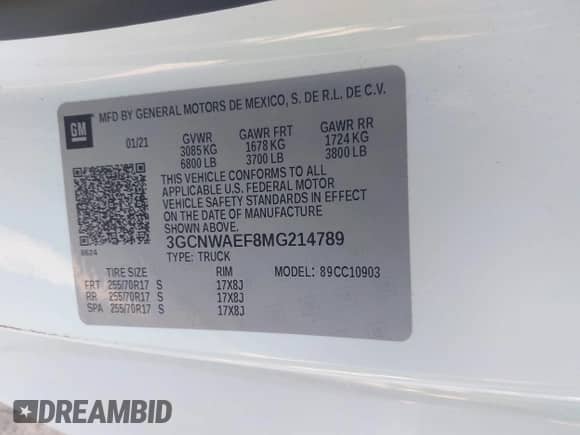 MFD BY GENERAL MOTORS DE MEXICO, S. DE R.L. DE C.V.
GM
01/21 GVWR GAWR FRT GAWR RR
3085 KG 1678 KG 1724 KG
6800 LB 3700 LB 3800 LB
THIS VEHICLE CONFORMS TO ALL
APPLICABLE U.S. FEDERAL MOTOR
VEHICLE SAFETY STANDARDS IN EFFECT
ON THE DATE OF MANUFACTURE
SHOWN ABOVE.
3GCNWAEF8MG214789
TYPE: TRUCK MODEL: 89CC10903
TIRE SIZE RIM
FRT 255/70R17 S 17X8J
RR 255/70R17 S 17X8J
SPA 255/70R17 S 17X8J
DREAMBID